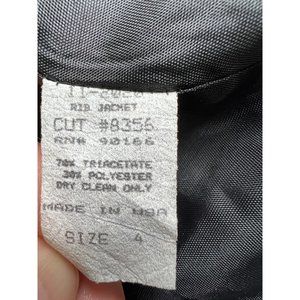 RIB JACKET
CUT #8356
RN# 90166
70% TRIACETATE
30% POLYESTER
DRY CLEAN ONLY
MADE IN USA
SIZE 4